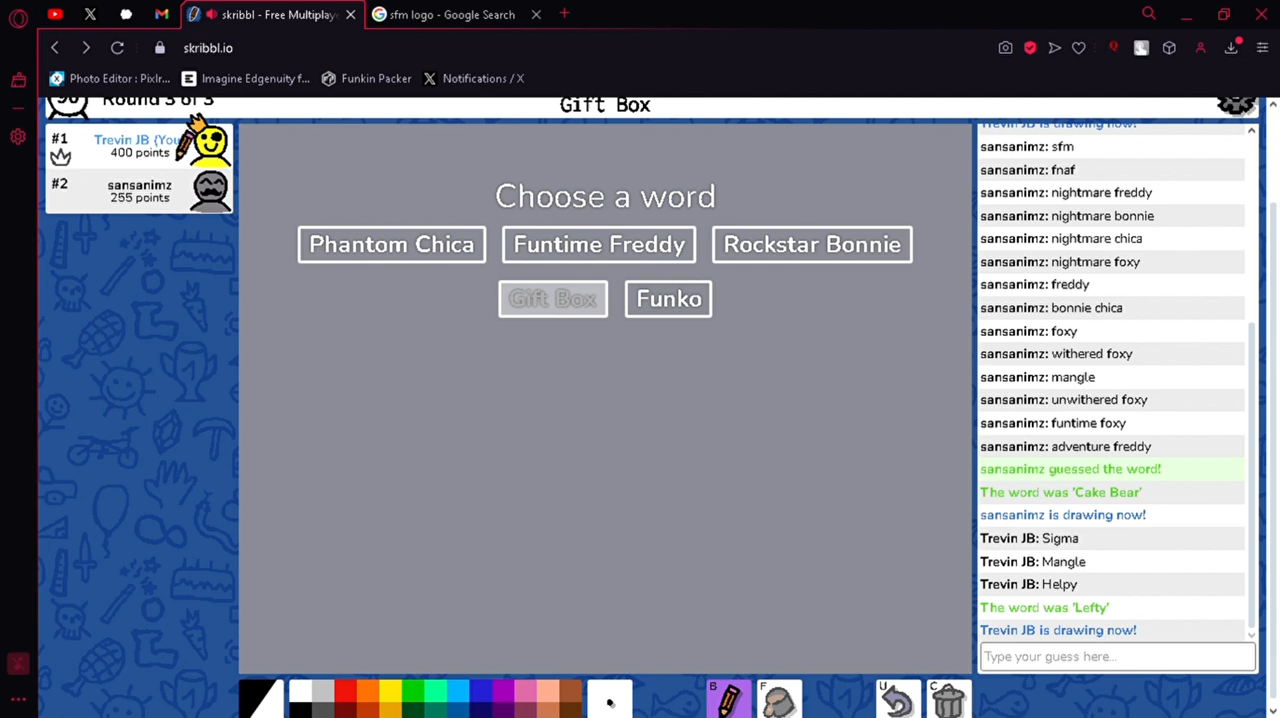 skribbl - Free Multiplaye
sfm logo - Google Search
skribbl.io
Photo Editor : Pixlr...
Imagine Edgenuity f...
Funkin Packer
Notifications / X
Round 3 of 3
Gift Box
#1
Trevin JB (You
400 points
#2
sansanimz
255 points
Choose a word
Phantom Chica
Funtime Freddy
Rockstar Bonnie
Gift Box
Funko
Trevin JB is drawing now!
sansanimz: sfm
sansanimz: fnaf
sansanimz: nightmare freddy
sansanimz: nightmare bonnie
sansanimz: nightmare chica
sansanimz: nightmare foxy
sansanimz: freddy
sansanimz: bonnie chica
sansanimz: foxy
sansanimz: withered foxy
sansanimz: mangle
sansanimz: unwithered foxy
sansanimz: funtime foxy
sansanimz: adventure freddy
sansanimz guessed the word!
The word was 'Cake Bear'
sansanimz is drawing now!
Trevin JB: Sigma
Trevin JB: Mangle
Trevin JB: Helpy
The word was 'Lefty'
Trevin JB is drawing now!
Type your guess here...
B
F
U
C